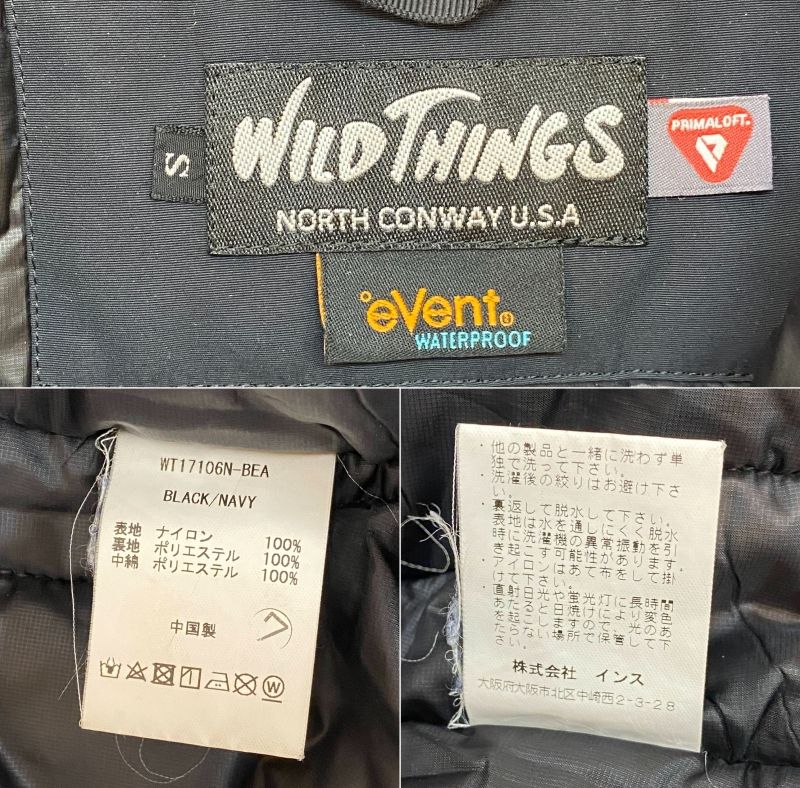 S
WILD THINGS
NORTH CONWAY U.S.A
PRIMALOFT®
eVent®
WATERPROOF
WT17106N-BEA
BLACK/NAVY
表地 ナイロン 100%
裏地 ポリエステル 100%
中綿 ポリエステル 100%
中国製
W
・他の製品と一緒に洗わず単
独で洗って下さい。
・洗濯後の絞りはお避け下さ
い。
・裏返して脱水して下さい。
表地は水を通しにくく脱水
時に洗濯機の異常振動を引
き起こす可能性があります。
・アイロンはあて布をして掛
けて下さい。
・直射日光や蛍光灯に長時間
あたると日焼けにより変色
を起こしますので、光のあ
たらない場所で保管して下
さい。
株式会社 インス
大阪府大阪市北区中崎西2-3-28